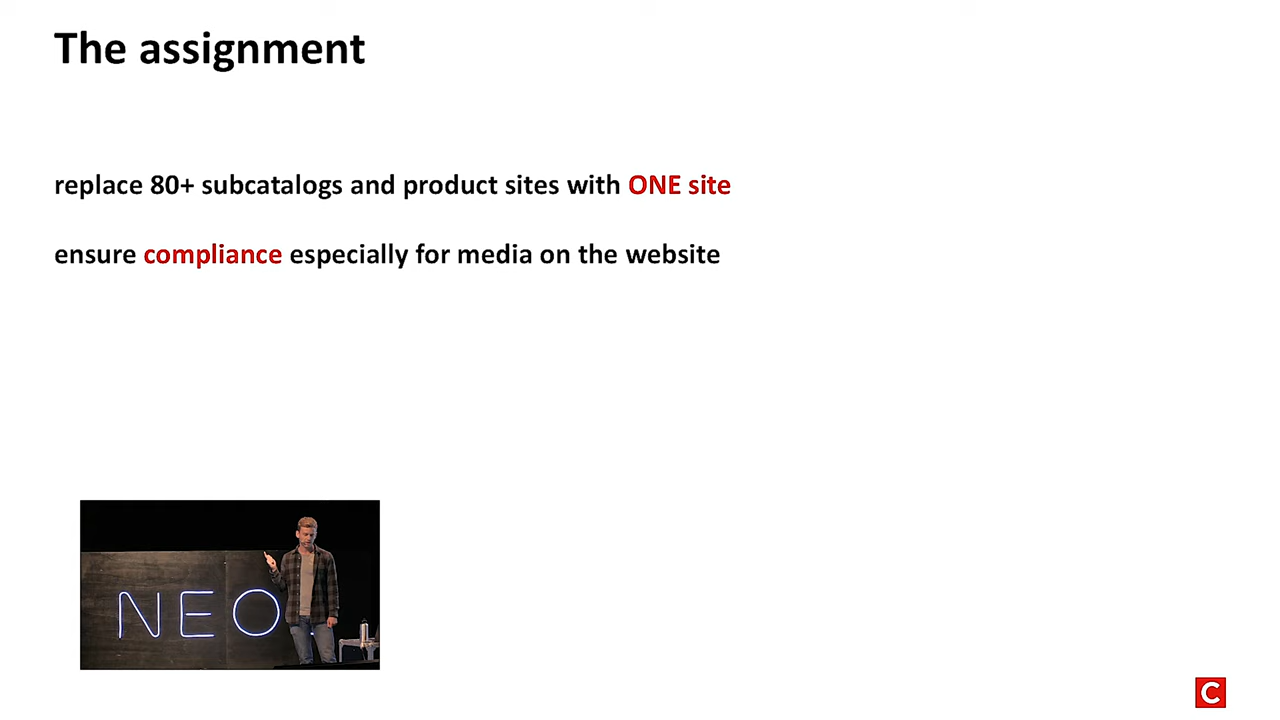 The assignment
replace 80+ subcatalogs and product sites with ONE site
ensure compliance especially for media on the website
NEO
C